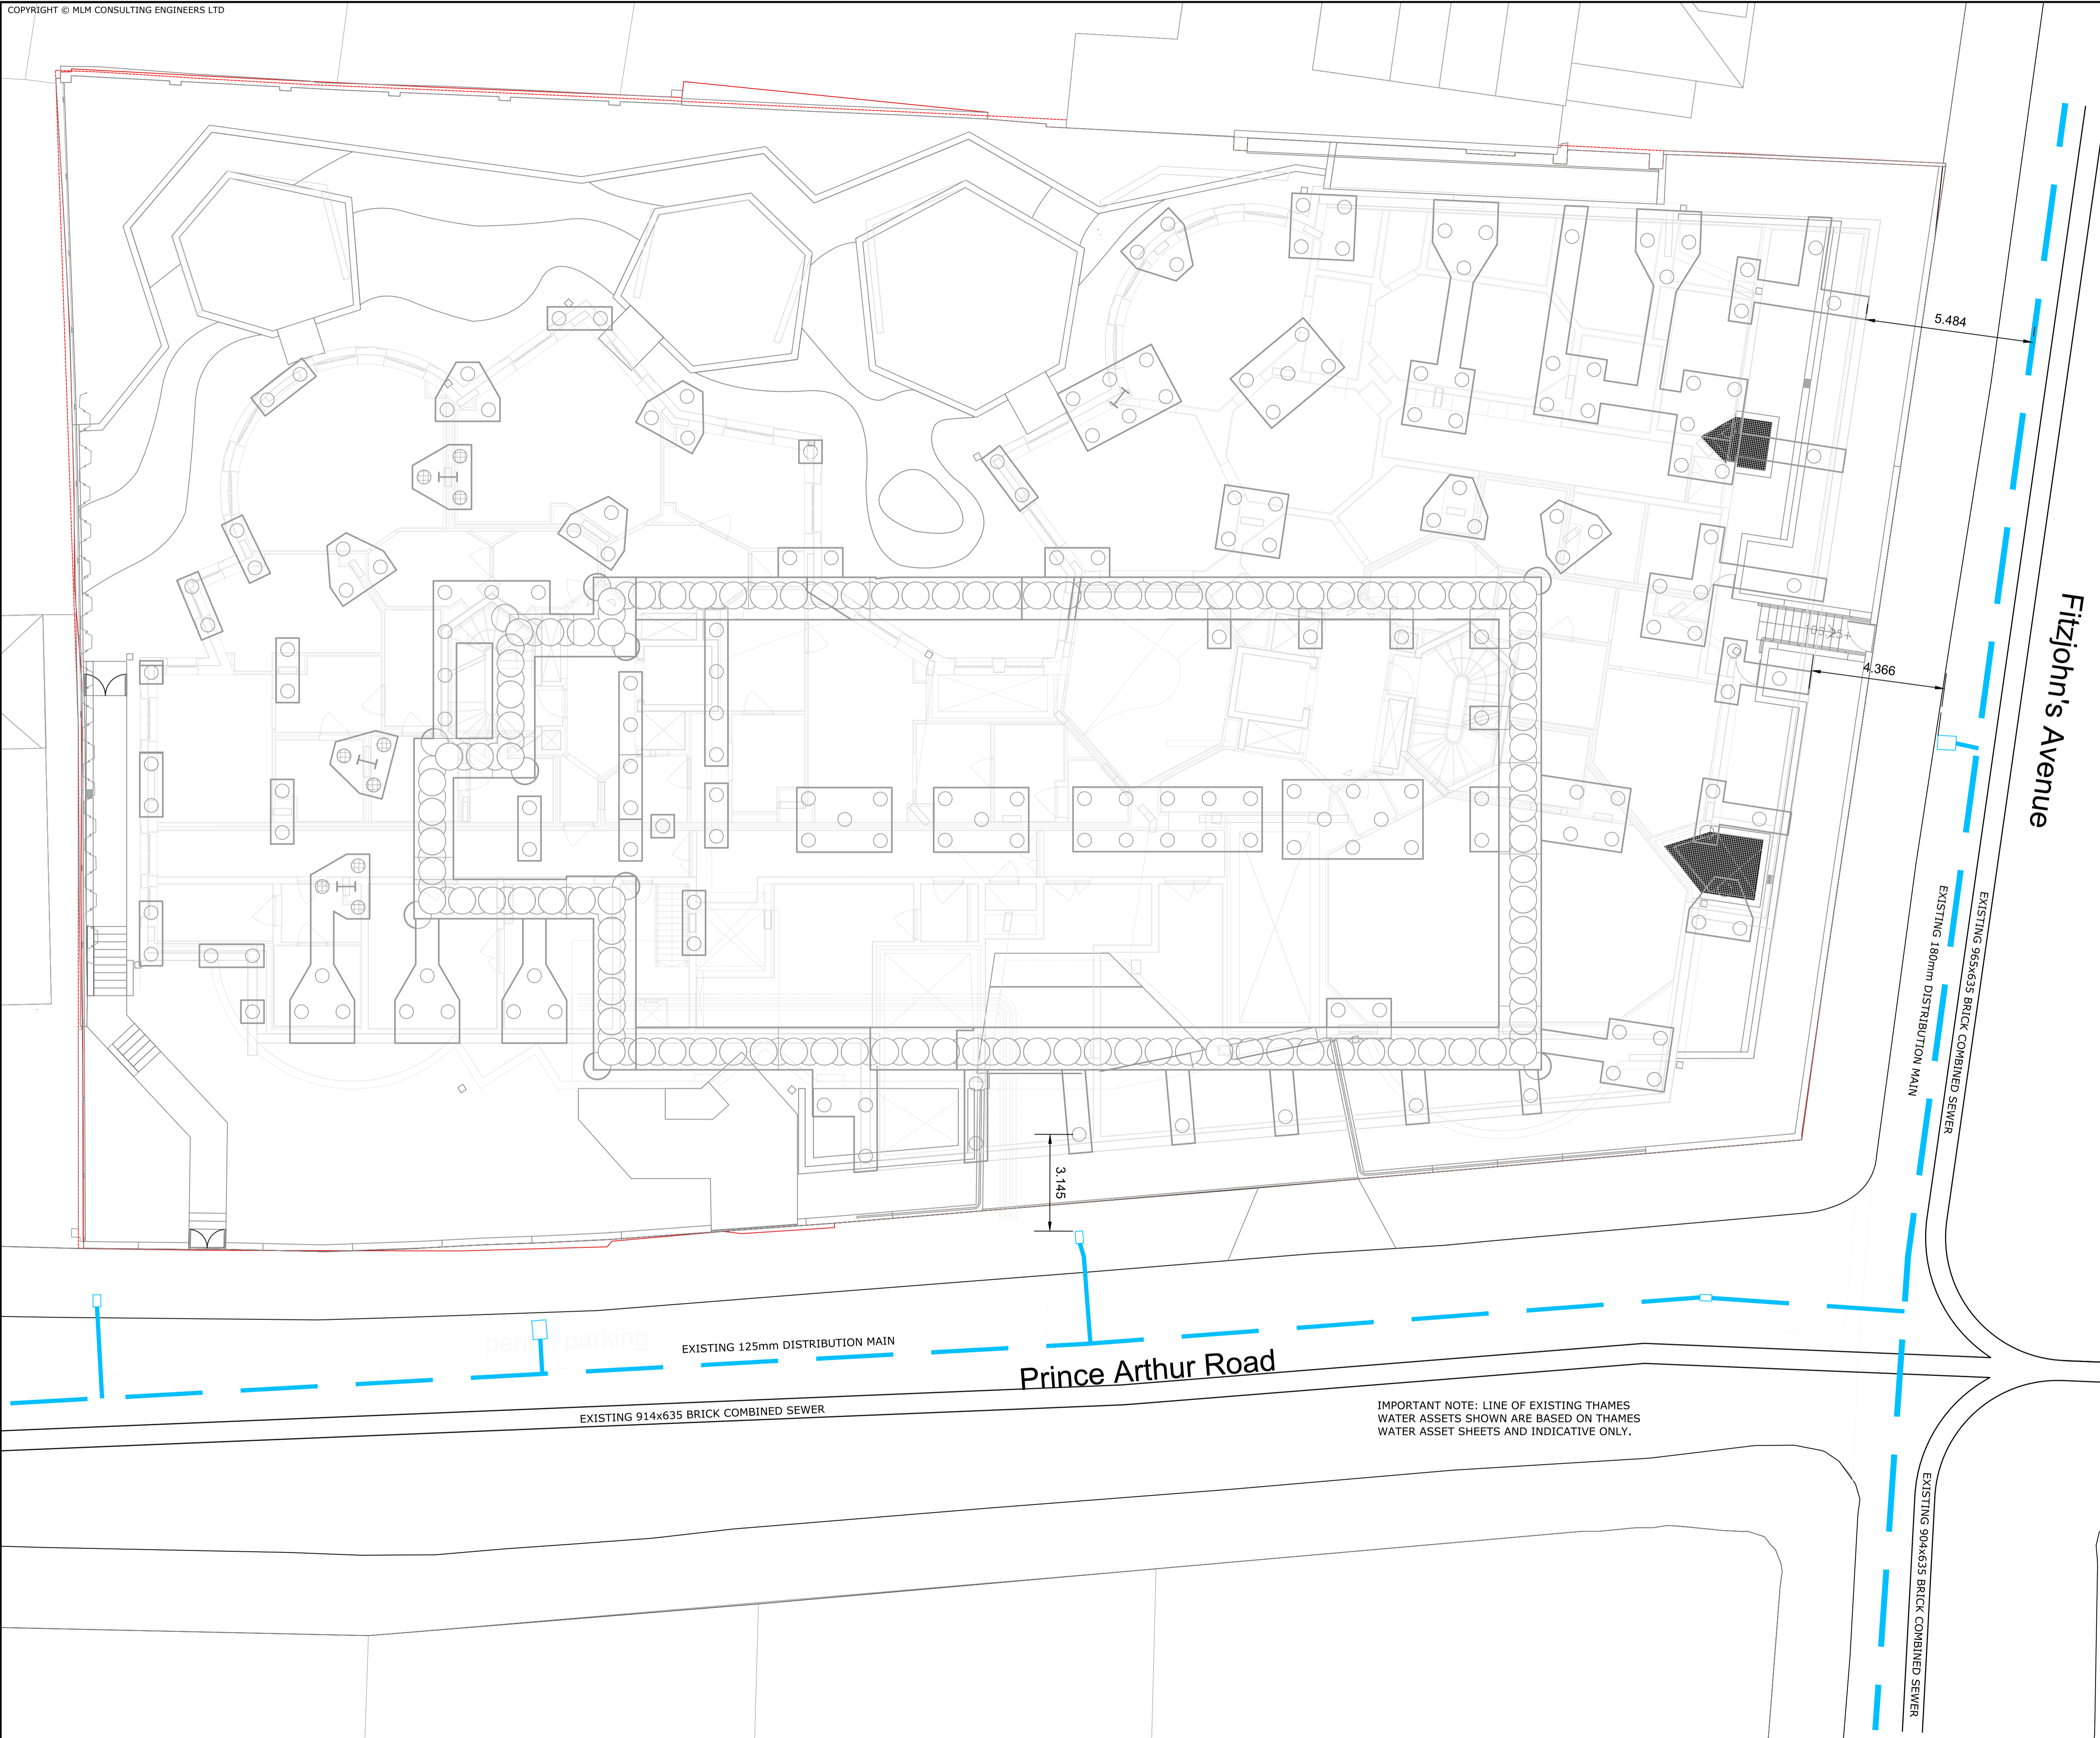 COPYRIGHT © MLM CONSULTING ENGINEERS LTD
5.484
Fitzjohn's Avenue
4.366
EXISTING 180mm DISTRIBUTION MAIN
EXISTING 965x635 BRICK COMBINED SEWER
3.145
permit parking
EXISTING 125mm DISTRIBUTION MAIN
Prince Arthur Road
EXISTING 914x635 BRICK COMBINED SEWER
IMPORTANT NOTE: LINE OF EXISTING THAMES
WATER ASSETS SHOWN ARE BASED ON THAMES
WATER ASSET SHEETS AND INDICATIVE ONLY.
EXISTING 904x635 BRICK COMBINED SEWER